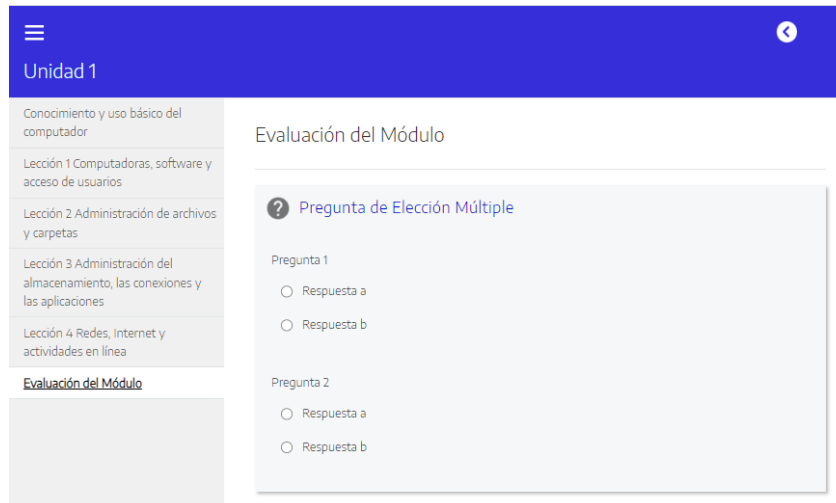 Unidad 1
Conocimiento y uso básico del
computador
Lección 1 Computadoras, software y
acceso de usuarios
Lección 2 Administración de archivos
y carpetas
Lección 3 Administración del
almacenamiento, las conexiones y
las aplicaciones
Lección 4 Redes, Internet y
actividades en línea
Evaluación del Módulo
Evaluación del Módulo
? Pregunta de Elección Múltiple
Pregunta 1
Respuesta a
Respuesta b
Pregunta 2
Respuesta a
Respuesta b